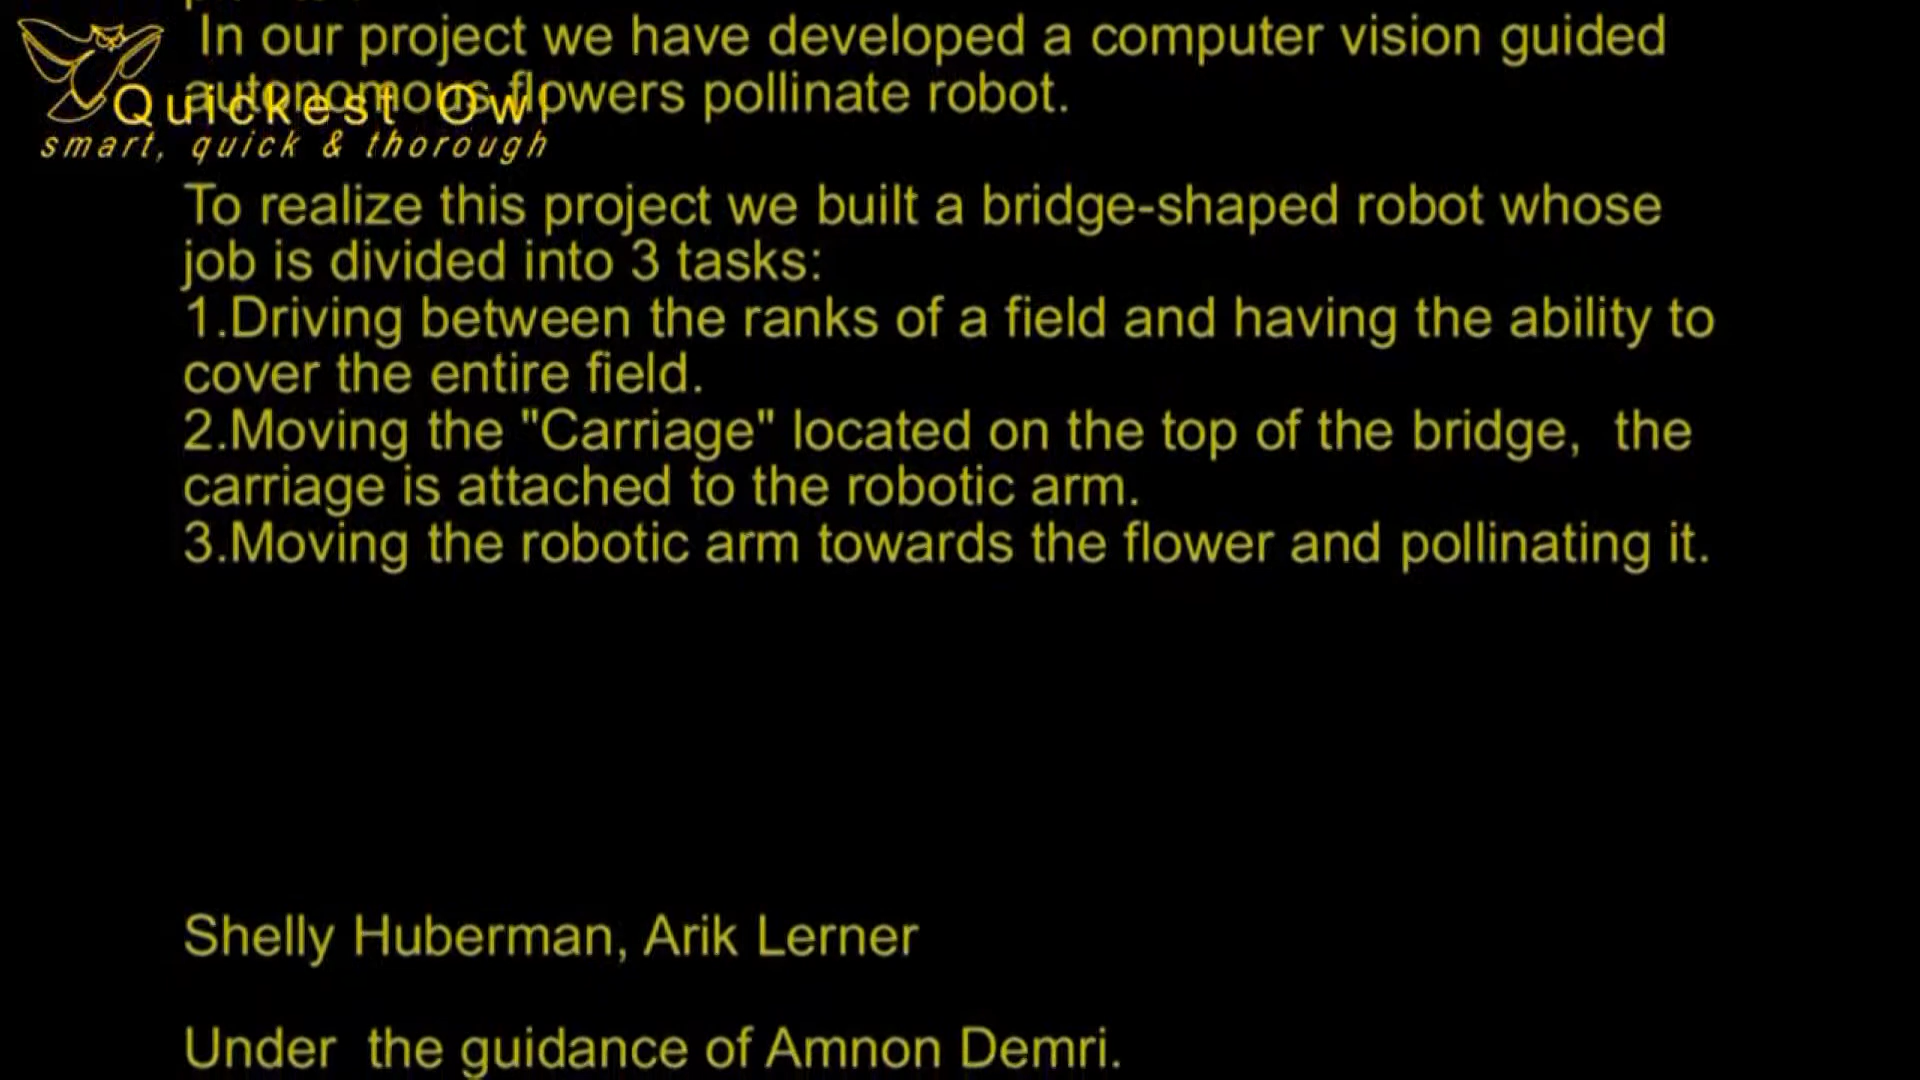 In our project we have developed a computer vision guided
autonomous flowers pollinate robot.
Quickest Owl
smart, quick & thorough
To realize this project we built a bridge-shaped robot whose
job is divided into 3 tasks:
1.Driving between the ranks of a field and having the ability to
cover the entire field.
2.Moving the "Carriage" located on the top of the bridge,  the
carriage is attached to the robotic arm.
3.Moving the robotic arm towards the flower and pollinating it.
Shelly Huberman, Arik Lerner
Under  the guidance of Amnon Demri.